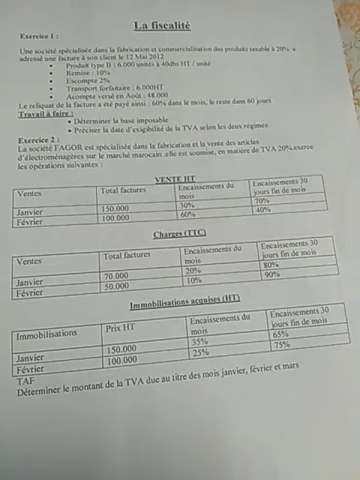 La fiscalité
Exercice 1 :
Une société spécialisée dans la fabrication et commercialisation des produits taxable à 20% a
adressé une facture à son client le 12 Mai 2012
• Produit type B : 6.000 unités à 40dhs HT / unité
• Remise : 10%
• Escompte 2%
• Transport forfaitaire : 6.000HT
• Acompte versé en Août : 48.000
Le reliquat de la facture a été payé ainsi : 60% dans le mois, le reste dans 60 jours
Travail à faire :
• Déterminer la base imposable
• Préciser la date d'exigibilité de la TVA selon les deux régimes
Exercice 2 :
La société FAGOR est spécialisée dans la fabrication et la vente des articles
d'électroménagères sur le marché marocain .elle est soumise, en matière de TVA 20%.exerce
les opérations suivantes :
VENTE HT
Ventes Total factures Encaissements du mois Encaissements 30 jours fin de mois
Janvier 150.000 30% 70%
Février 100.000 60% 40%
Charges (TTC)
Ventes Total factures Encaissements du mois Encaissements 30 jours fin de mois
Janvier 70.000 20% 80%
Février 50.000 10% 90%
Immobilisations acquises (HT)
Immobilisations Prix HT Encaissements du mois Encaissements 30 jours fin de mois
Janvier 150.000 35% 65%
Février 100.000 25% 75%
TAF
Déterminer le montant de la TVA due au titre des mois janvier, février et mars